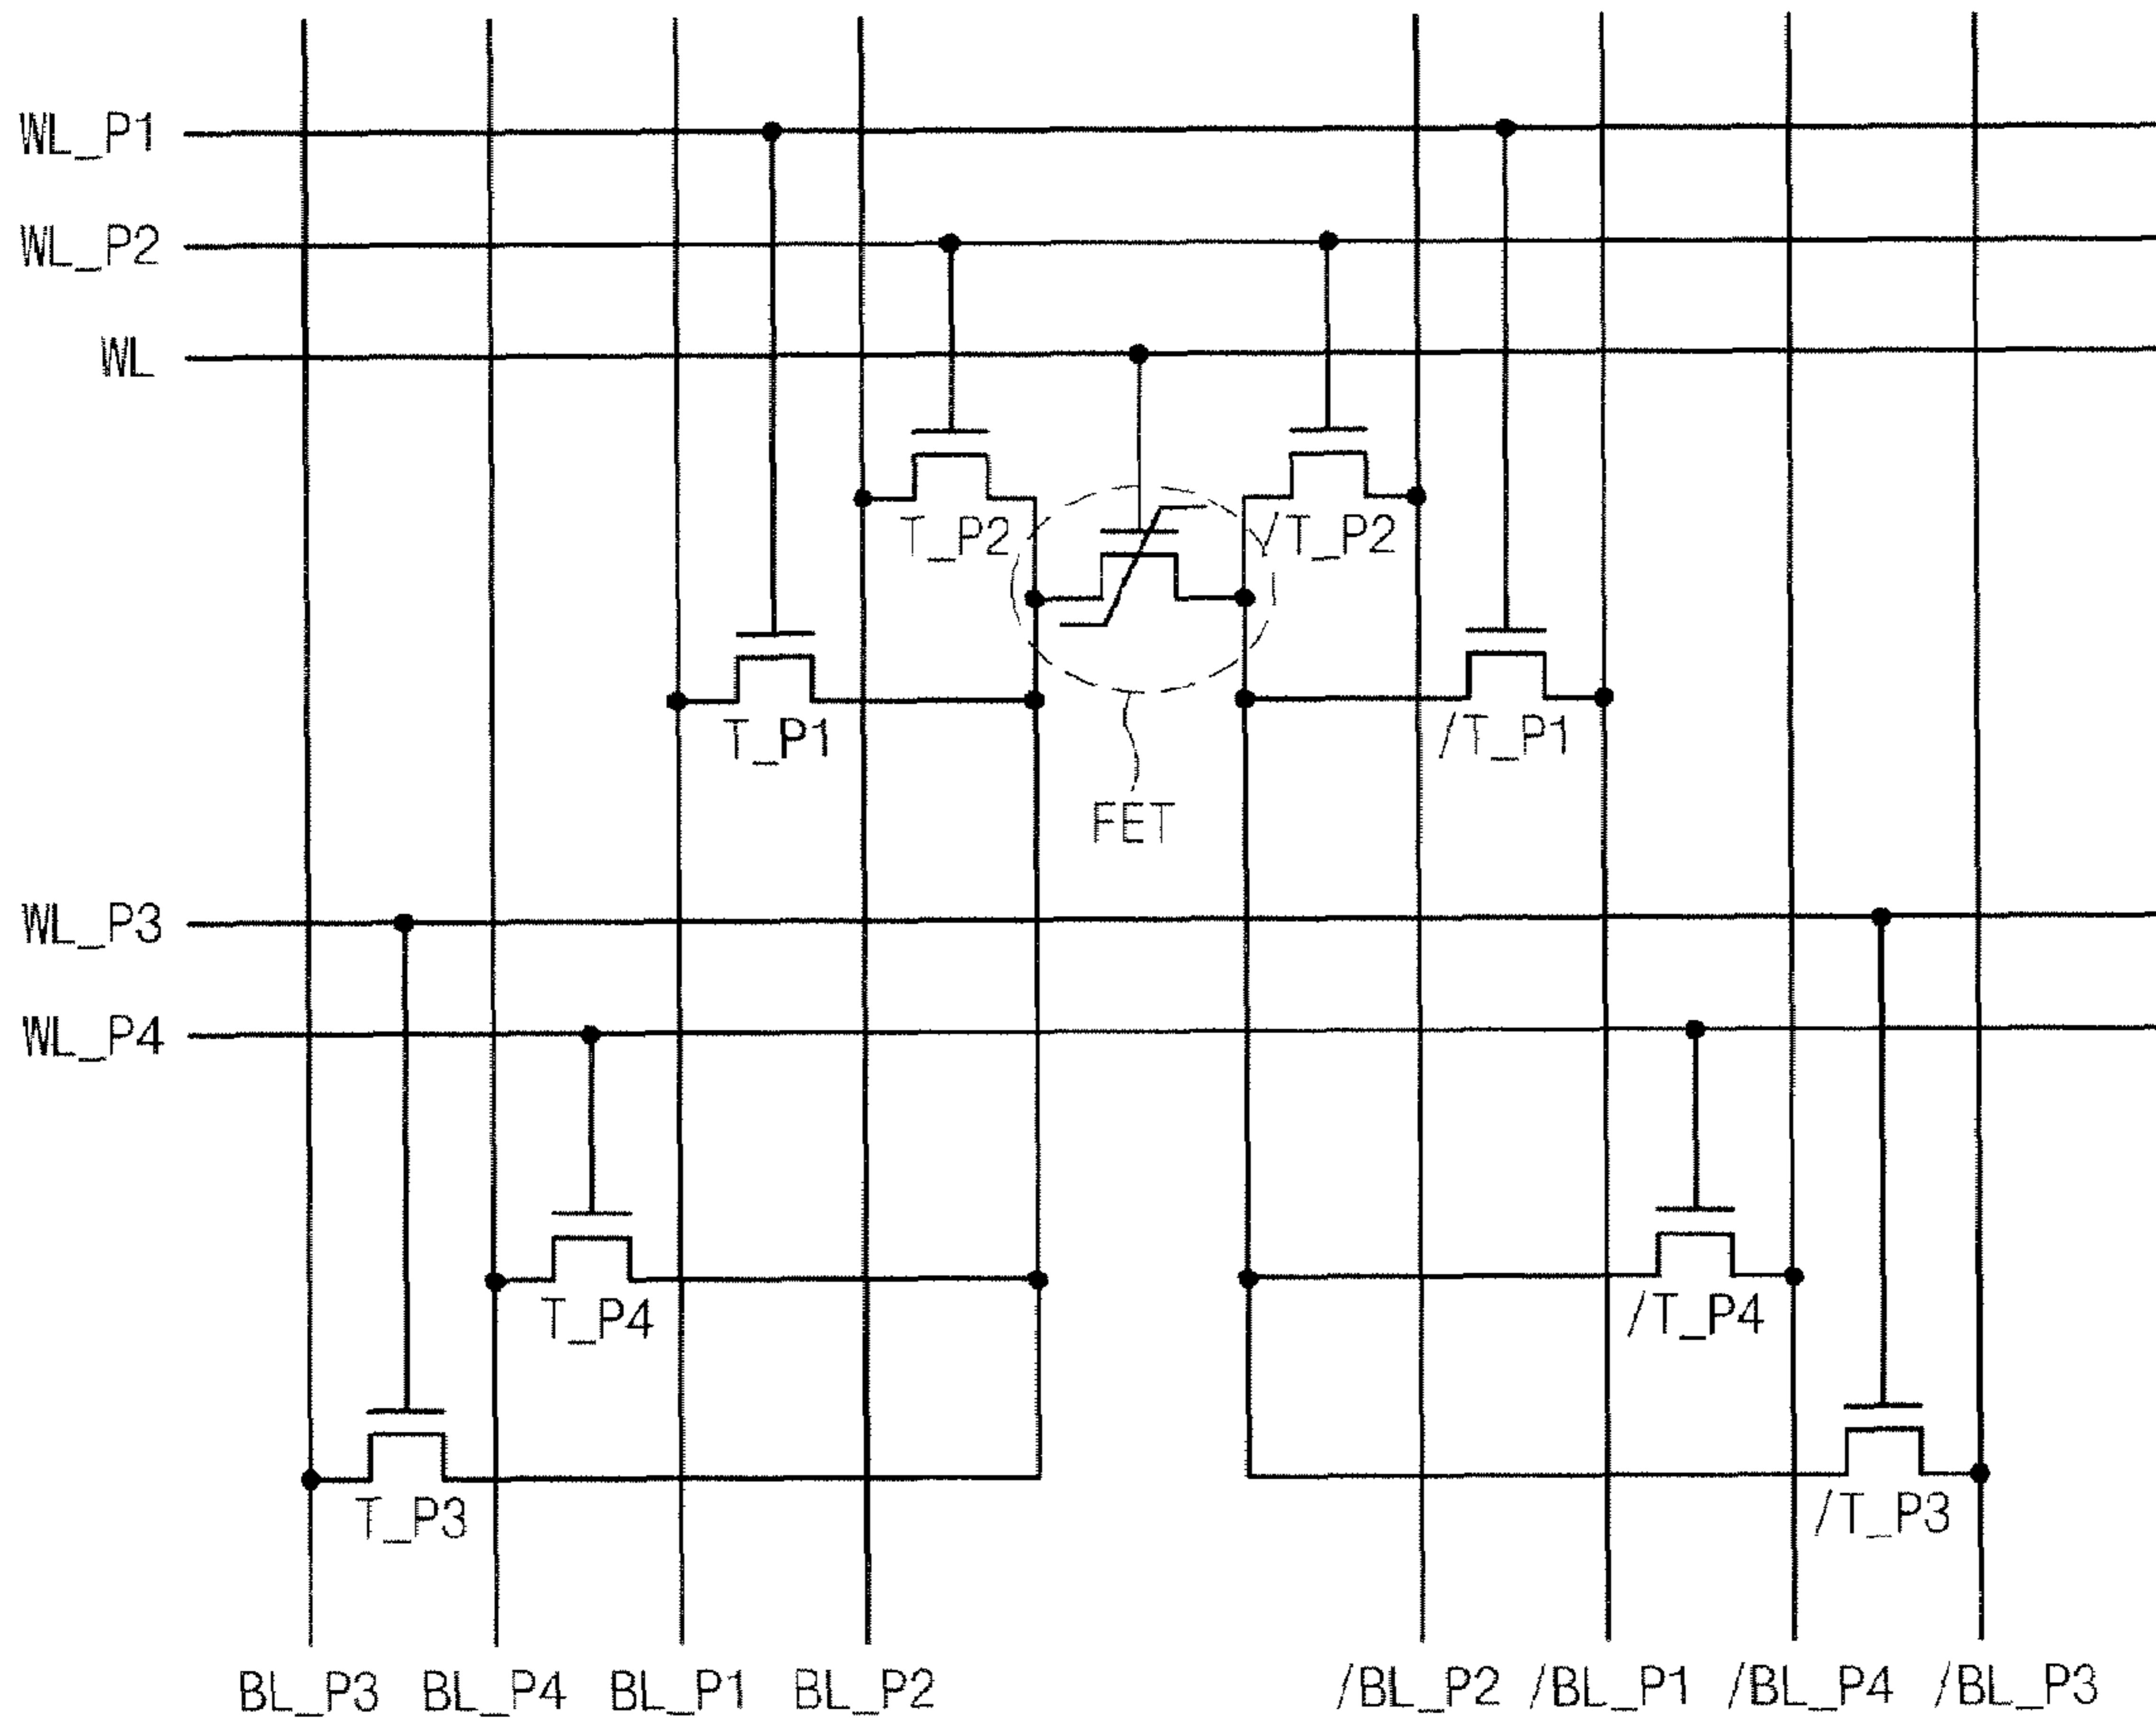 WL_P1
WL_P2
WL
T_P2
/T_P2
T_P1
/T_P1
FET
WL_P3
WL_P4
T_P4
/T_P4
T_P3
/T_P3
BL_P3 BL_P4 BL_P1 BL_P2 /BL_P2 /BL_P1 /BL_P4 /BL_P3